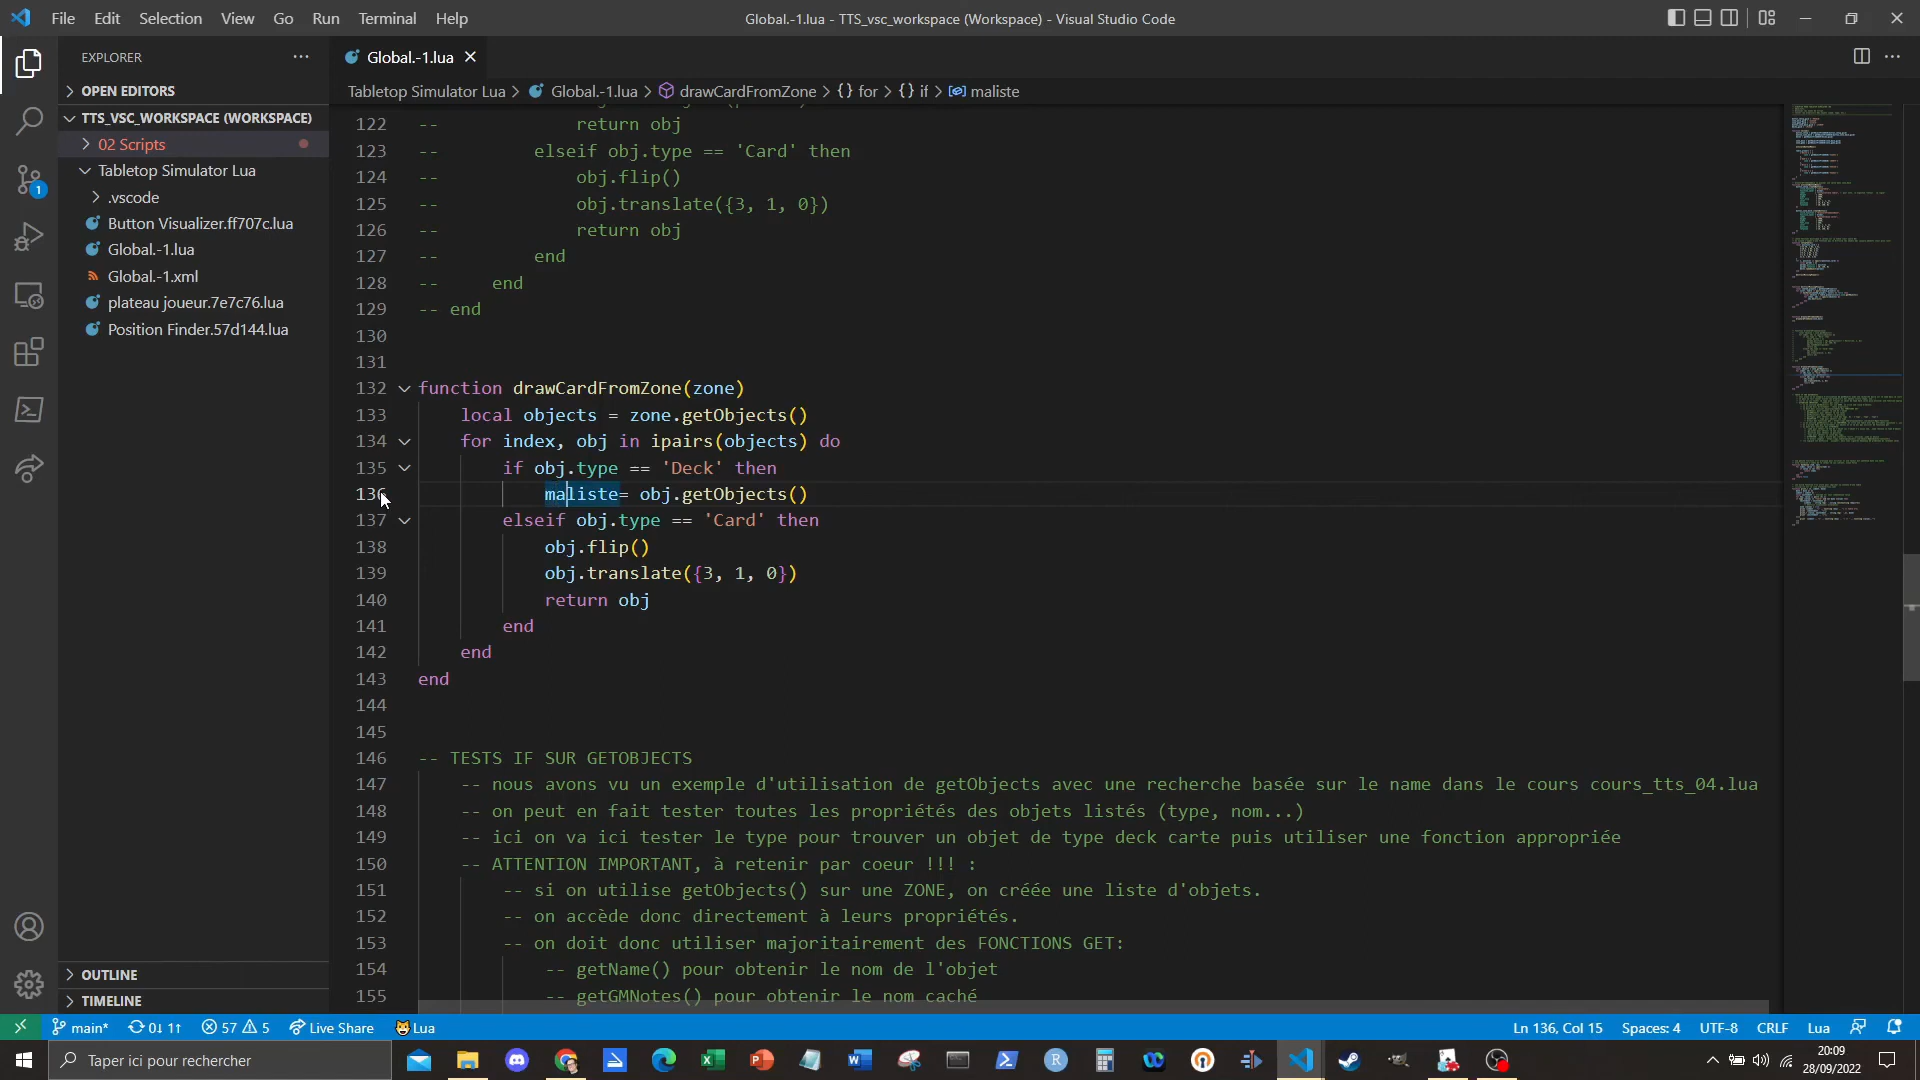 File Edit Selection View Go Run Terminal Help
Global.-1.lua - TTS_vsc_workspace (Workspace) - Visual Studio Code
EXPLORER
OPEN EDITORS
TTS_VSC_WORKSPACE (WORKSPACE)
02 Scripts
Tabletop Simulator Lua
.vscode
Button Visualizer.ff707c.lua
Global.-1.lua
Global.-1.xml
plateau joueur.7e7c76.lua
Position Finder.57d144.lua
OUTLINE
TIMELINE
1
Global.-1.lua
Tabletop Simulator Lua > Global.-1.lua > drawCardFromZone > {} for > {} if > maliste
122 -- return obj
123 -- elseif obj.type == 'Card' then
124 -- obj.flip()
125 -- obj.translate({3, 1, 0})
126 -- return obj
127 -- end
128 -- end
129 -- end
130
131
132 function drawCardFromZone(zone)
133 local objects = zone.getObjects()
134 for index, obj in ipairs(objects) do
135 if obj.type == 'Deck' then
136 maliste= obj.getObjects()
137 elseif obj.type == 'Card' then
138 obj.flip()
139 obj.translate({3, 1, 0})
140 return obj
141 end
142 end
143 end
144
145
146 -- TESTS IF SUR GETOBJECTS
147 -- nous avons vu un exemple d'utilisation de getObjects avec une recherche basée sur le name dans le cours cours_tts_04.lua
148 -- on peut en fait tester toutes les propriétés des objets listés (type, nom...)
149 -- ici on va ici tester le type pour trouver un objet de type deck carte puis utiliser une fonction appropriée
150 -- ATTENTION IMPORTANT, à retenir par coeur !!! :
151 -- si on utilise getObjects() sur une ZONE, on créée une liste d'objets.
152 -- on accède donc directement à leurs propriétés.
153 -- on doit donc utiliser majoritairement des FONCTIONS GET:
154 -- getName() pour obtenir le nom de l'objet
155 -- getGMNotes() pour obtenir le nom caché
main* 0↓ 1↑ 57 5 Live Share Lua
Ln 136, Col 15 Spaces: 4 UTF-8 CRLF Lua
Taper ici pour rechercher
20:09
28/09/2022